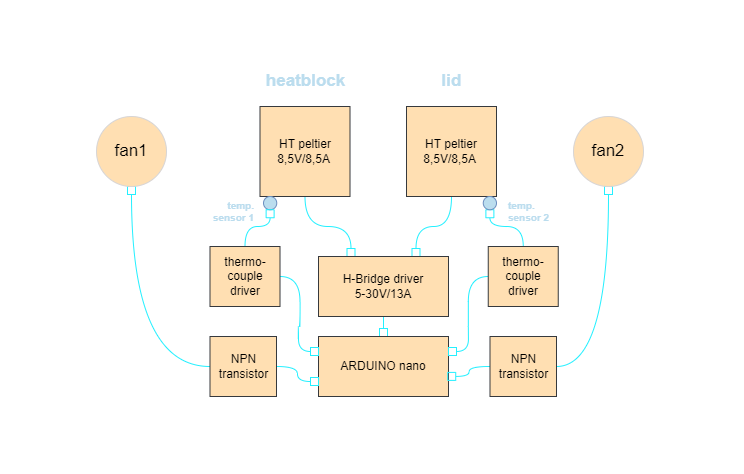 heatblock
lid
fan1
HT peltier
8,5V/8,5A
HT peltier
8,5V/8,5A
fan2
temp.
sensor 1
temp.
sensor 2
thermo-
couple
driver
H-Bridge driver
5-30V/13A
thermo-
couple
driver
NPN
transistor
ARDUINO nano
NPN
transistor